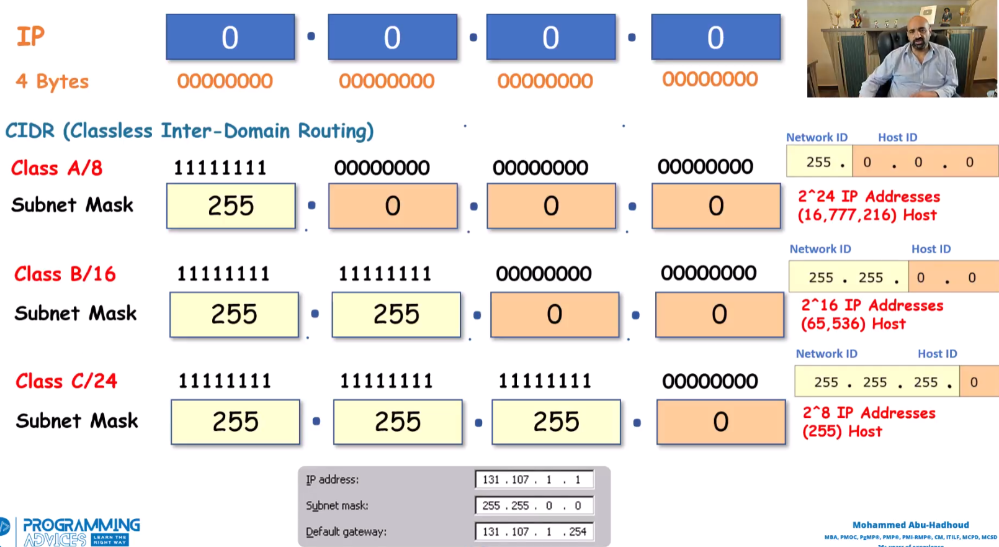 IP 0 . 0 . 0 . 0
4 Bytes 00000000 00000000 00000000 00000000
CIDR (Classless Inter-Domain Routing)
Network ID Host ID
255 . 0 . 0 . 0
Class A/8 11111111 00000000 00000000 00000000
Subnet Mask 255 . 0 . 0 . 0
2^24 IP Addresses
(16,777,216) Host
Network ID Host ID
255 . 255 . 0 . 0
Class B/16 11111111 11111111 00000000 00000000
Subnet Mask 255 . 255 . 0 . 0
2^16 IP Addresses
(65,536) Host
Network ID Host ID
255 . 255 . 255 . 0
Class C/24 11111111 11111111 11111111 00000000
Subnet Mask 255 . 255 . 255 . 0
2^8 IP Addresses
(255) Host
IP address: 131 . 107 . 1 . 1
Subnet mask: 255 . 255 . 0 . 0
Default gateway: 131 . 107 . 1 . 254
PROGRAMMING
ADVICES LEARN THE RIGHT WAY
Mohammed Abu-Hadhoud
MBA, PMOC, PgMP®, PMP®, PMI-RMP®, CM, ITILF, MCPD, MCSD
26+ years of experience